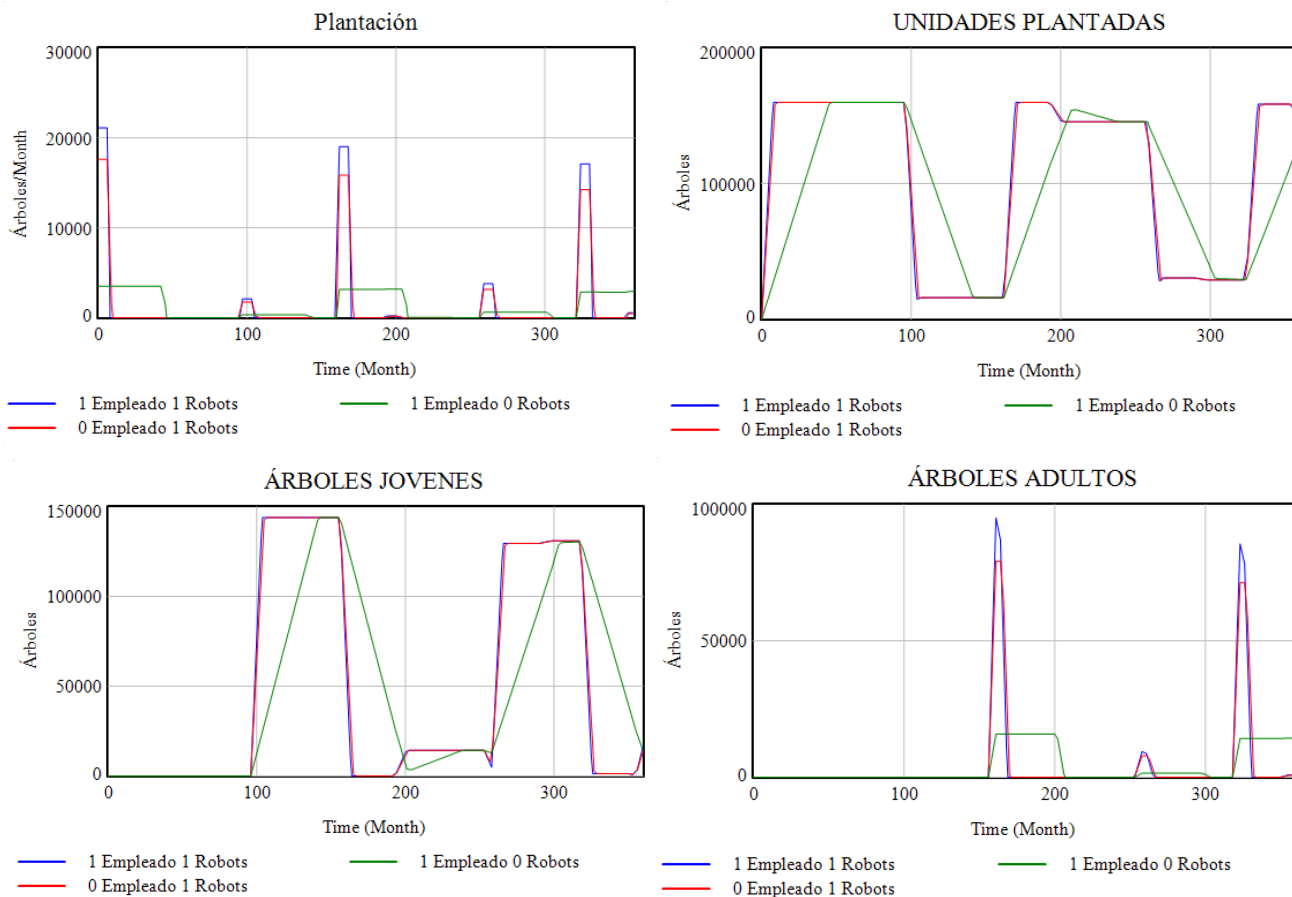 Plantación
30000
20000
10000
0
Árboles/Month
0 100 200 300
Time (Month)
1 Empleado 1 Robots
1 Empleado 0 Robots
0 Empleado 1 Robots
UNIDADES PLANTADAS
200000
100000
0
Árboles
0 100 200 300
Time (Month)
1 Empleado 1 Robots
1 Empleado 0 Robots
0 Empleado 1 Robots
ÁRBOLES JOVENES
150000
100000
50000
0
Árboles
0 100 200 300
Time (Month)
1 Empleado 1 Robots
1 Empleado 0 Robots
0 Empleado 1 Robots
ÁRBOLES ADULTOS
100000
50000
0
Árboles
0 100 200 300
Time (Month)
1 Empleado 1 Robots
1 Empleado 0 Robots
0 Empleado 1 Robots